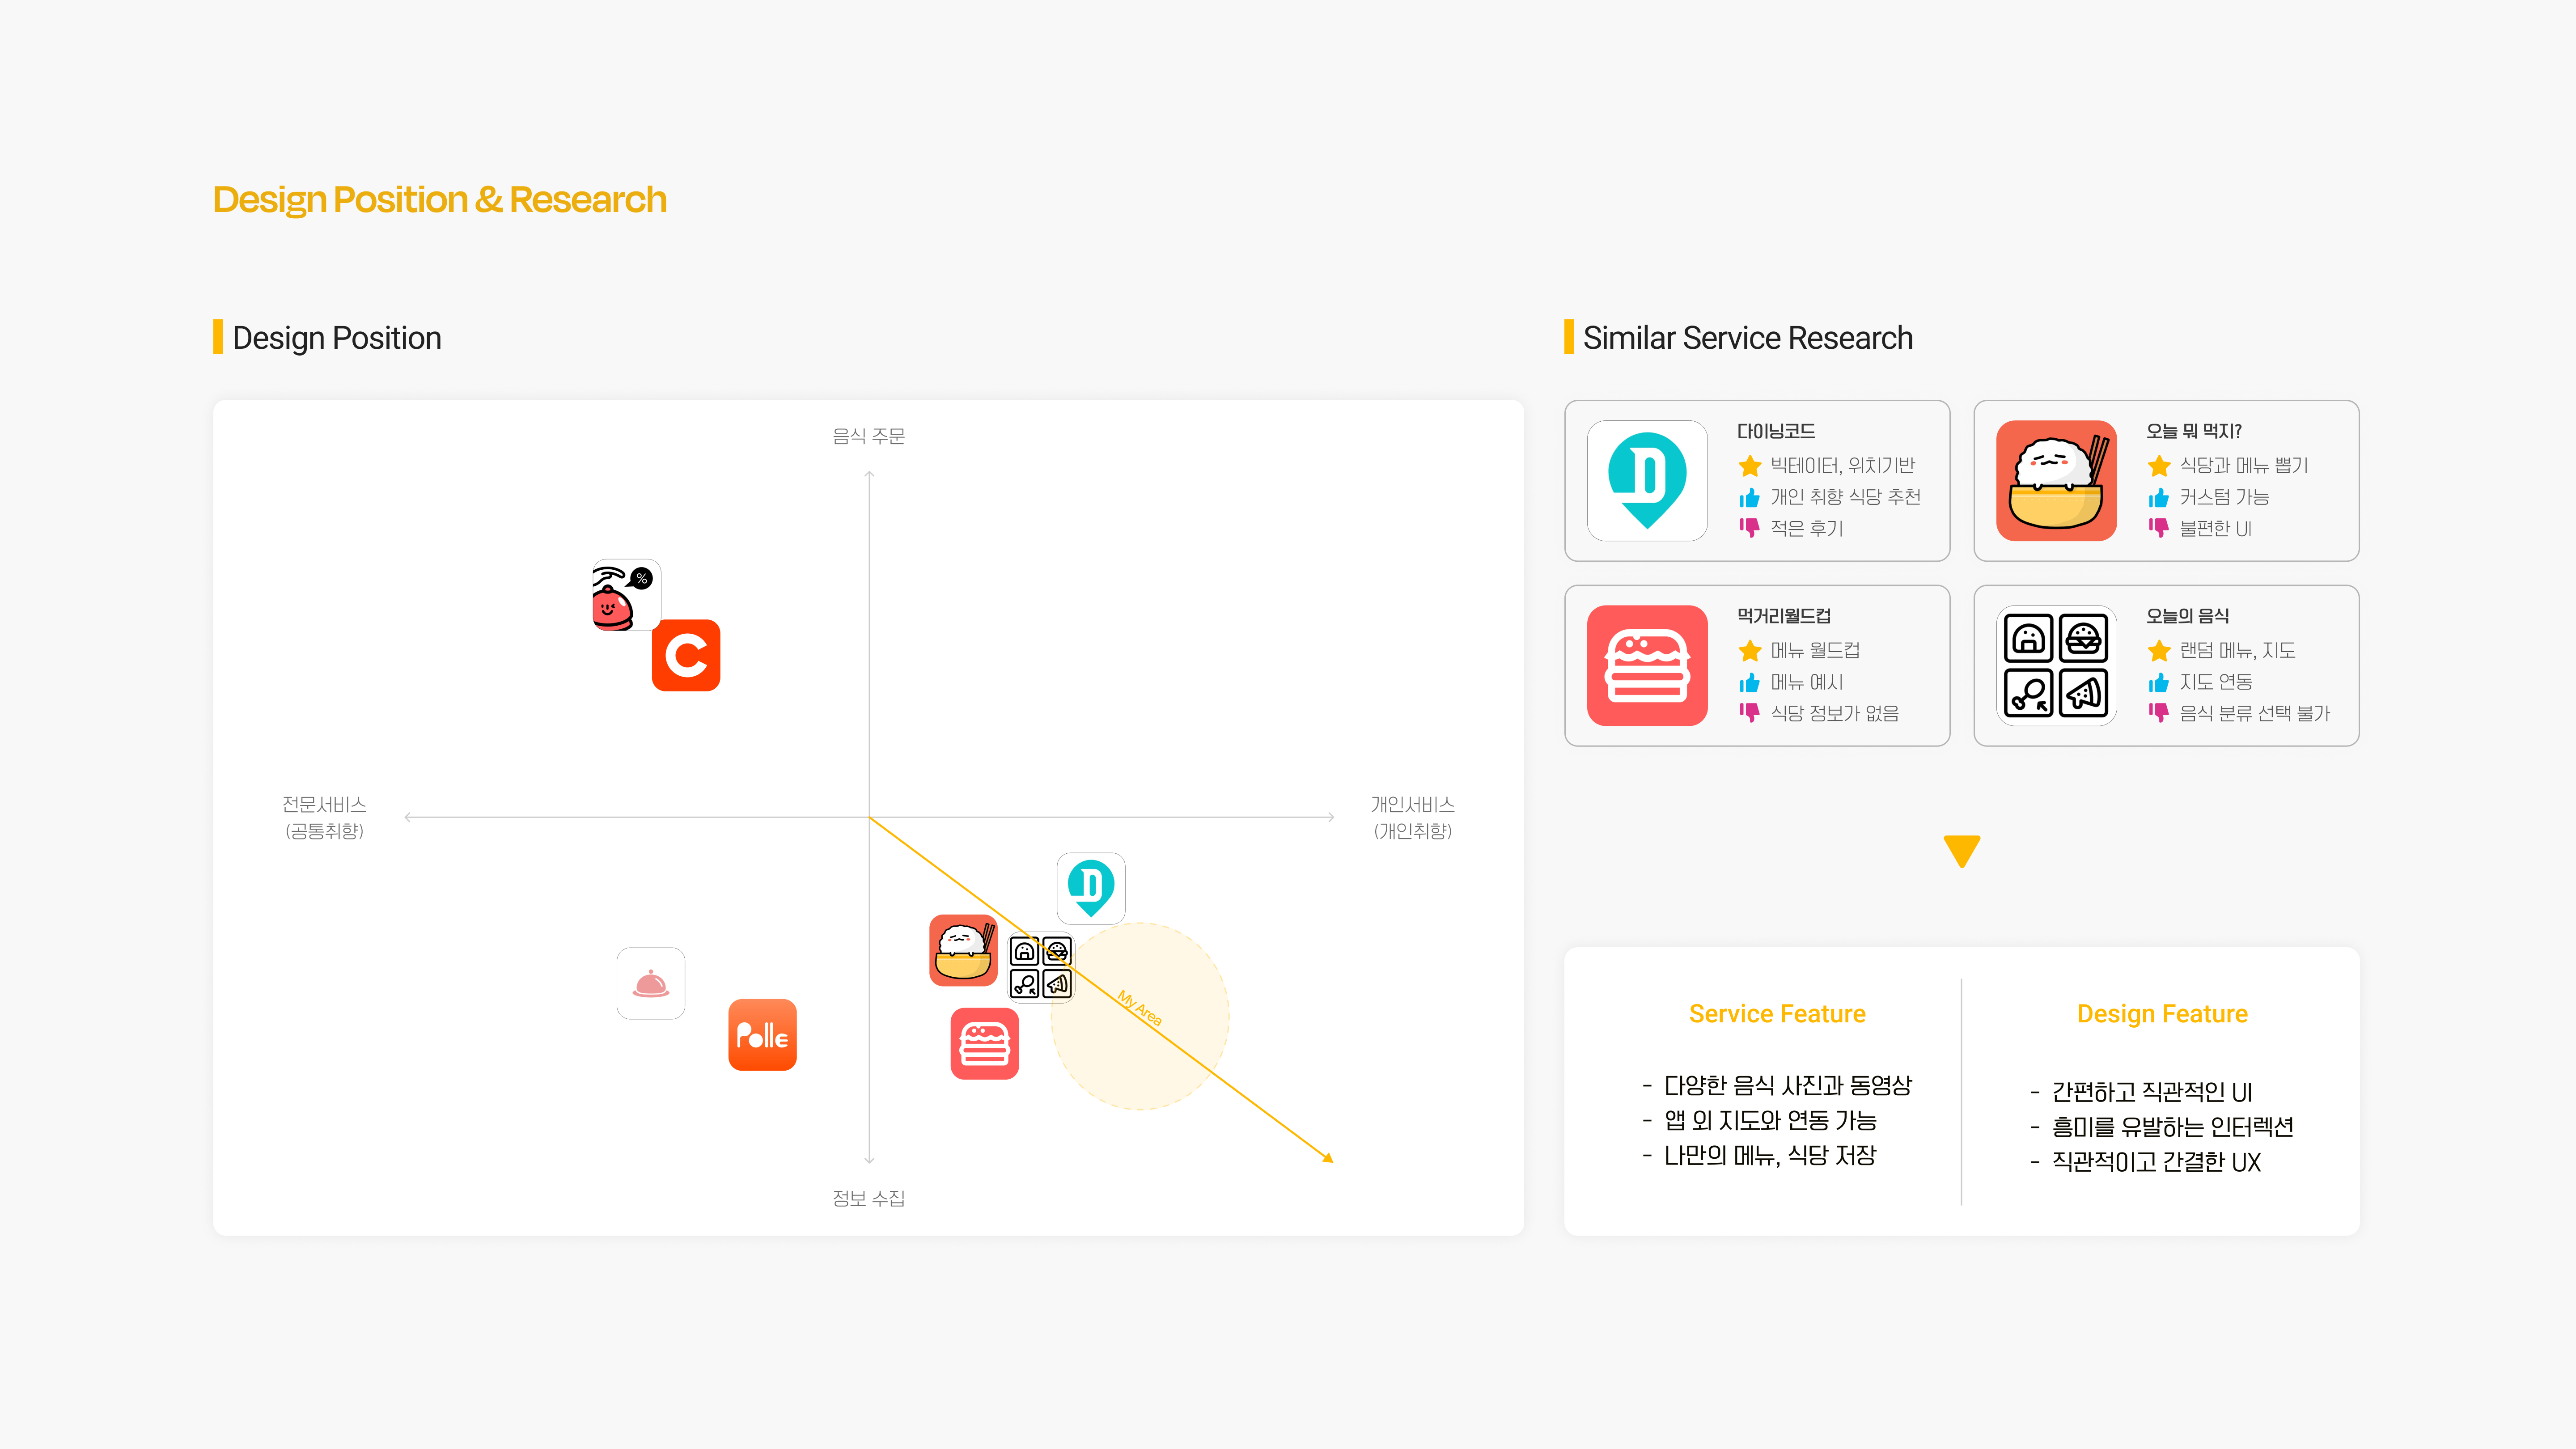 Design Position & Research
Design Position
음식 주문
%
C
전문서비스
(공통취향)
개인서비스
(개인취향)
D
My Area
Polle
정보 수집
Similar Service Research
D
다이닝코드
빅테이터, 위치기반
개인 취향 식당 추천
적은 후기
오늘 뭐 먹지?
식당과 메뉴 뽑기
커스텀 가능
불편한 UI
먹거리월드컵
메뉴 월드컵
메뉴 예시
식당 정보가 없음
오늘의 음식
랜덤 메뉴, 지도
지도 연동
음식 분류 선택 불가
Service Feature
- 다양한 음식 사진과 동영상
- 앱 외 지도와 연동 가능
- 나만의 메뉴, 식당 저장
Design Feature
- 간편하고 직관적인 UI
- 흥미를 유발하는 인터렉션
- 직관적이고 간결한 UX